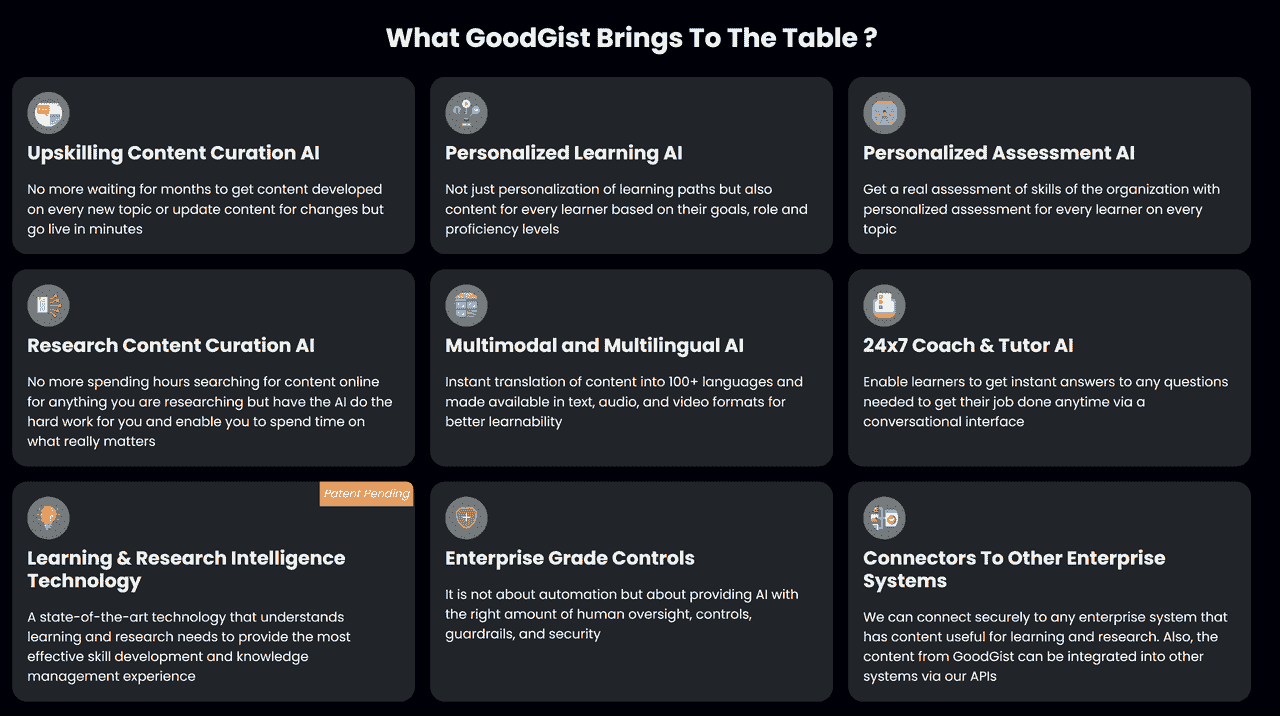 What GoodGist Brings To The Table ?
Upskilling Content Curation AI
No more waiting for months to get content developed
on every new topic or update content for changes but
go live in minutes
Personalized Learning AI
Not just personalization of learning paths but also
content for every learner based on their goals, role and
proficiency levels
Personalized Assessment AI
Get a real assessment of skills of the organization with
personalized assessment for every learner on every
topic
Research Content Curation AI
No more spending hours searching for content online
for anything you are researching but have the AI do the
hard work for you and enable you to spend time on
what really matters
Multimodal and Multilingual AI
Instant translation of content into 100+ languages and
made available in text, audio, and video formats for
better learnability
24x7 Coach & Tutor AI
Enable learners to get instant answers to any questions
needed to get their job done anytime via a
conversational interface
Patent Pending
Learning & Research Intelligence
Technology
A state-of-the-art technology that understands
learning and research needs to provide the most
effective skill development and knowledge
management experience
Enterprise Grade Controls
It is not about automation but about providing AI with
the right amount of human oversight, controls,
guardrails, and security
Connectors To Other Enterprise
Systems
We can connect securely to any enterprise system that
has content useful for learning and research. Also, the
content from GoodGist can be integrated into other
systems via our APIs